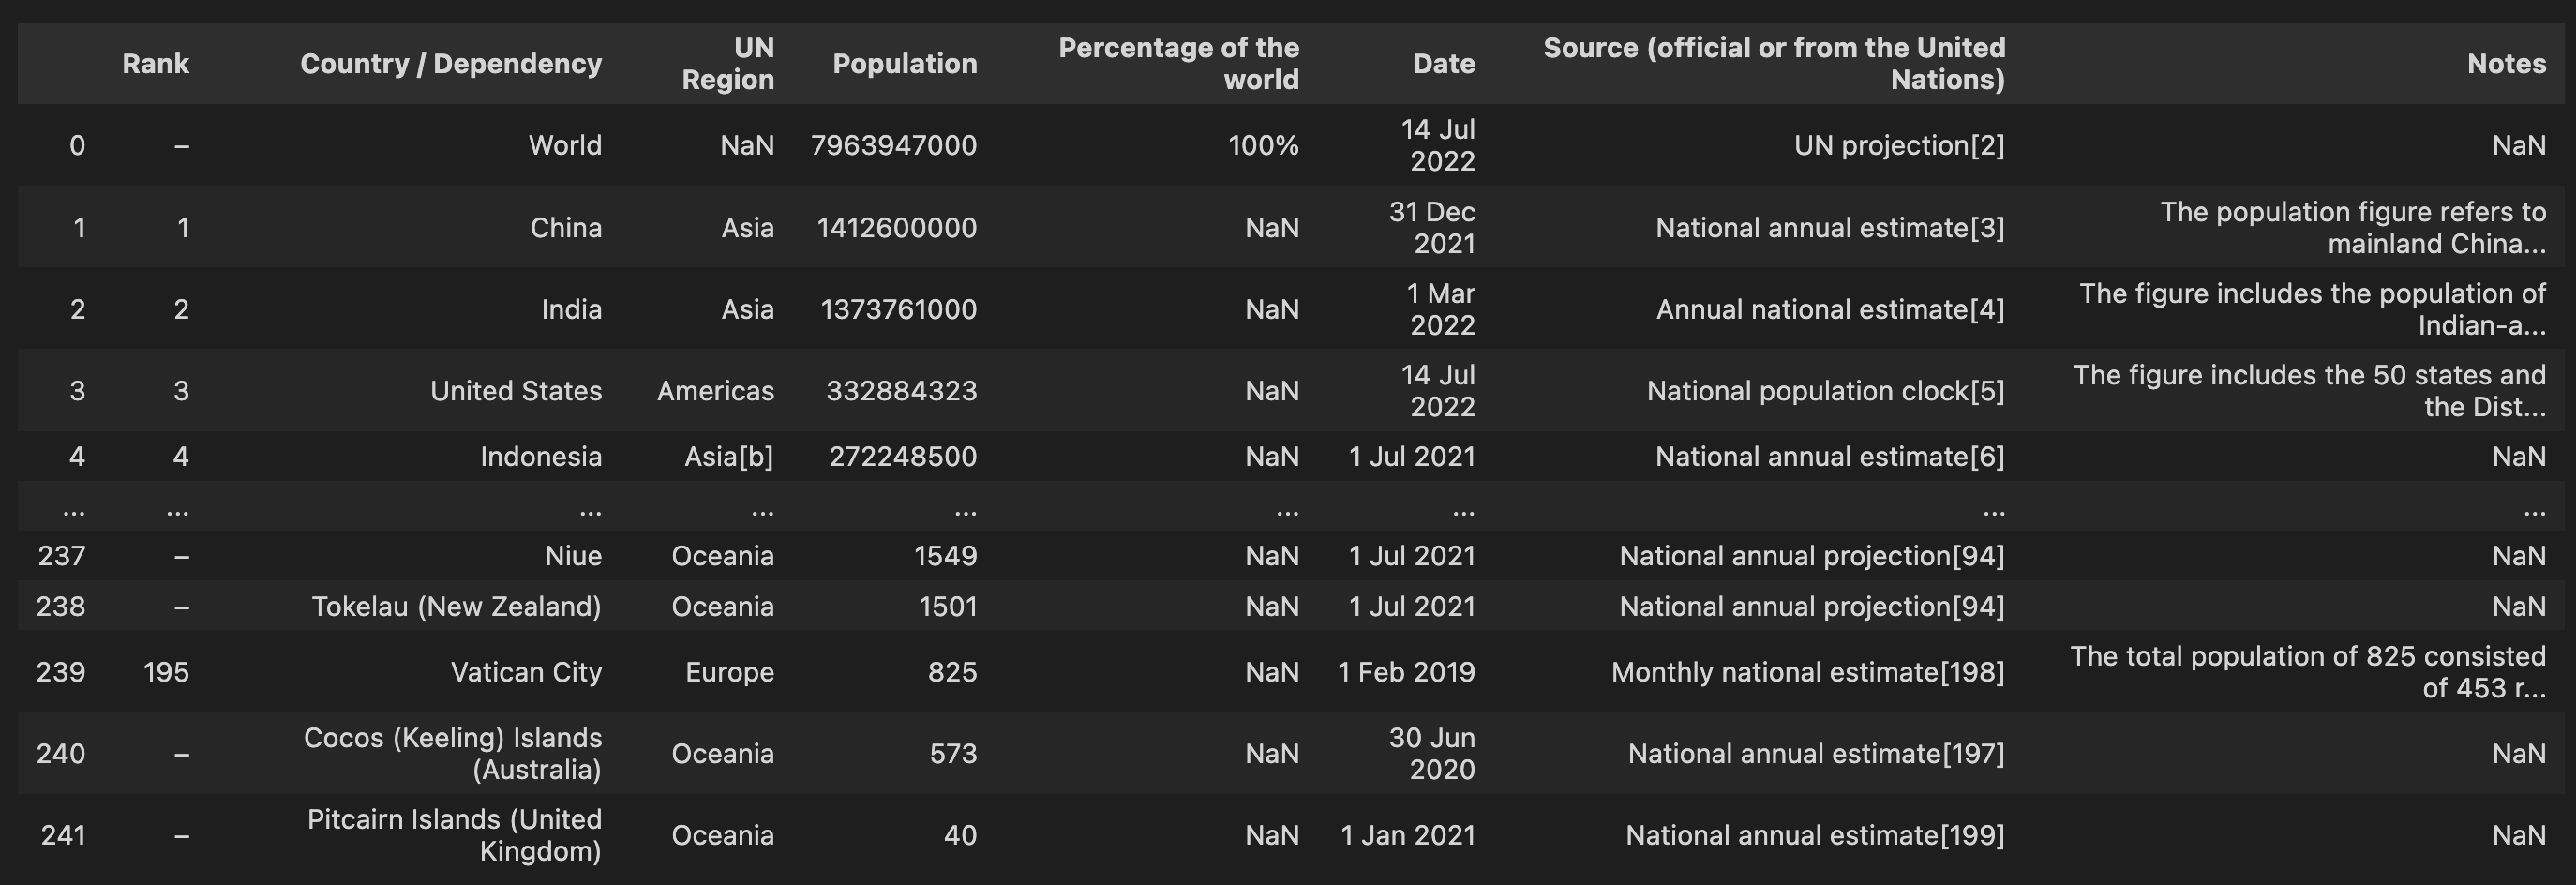 Rank Country / Dependency UN Region Population Percentage of the world Date Source (official or from the United Nations) Notes
0 – World NaN 7963947000 100% 14 Jul 2022 UN projection[2] NaN
1 1 China Asia 1412600000 NaN 31 Dec 2021 National annual estimate[3] The population figure refers to mainland China...
2 2 India Asia 1373761000 NaN 1 Mar 2022 Annual national estimate[4] The figure includes the population of Indian-a...
3 3 United States Americas 332884323 NaN 14 Jul 2022 National population clock[5] The figure includes the 50 states and the Dist...
4 4 Indonesia Asia[b] 272248500 NaN 1 Jul 2021 National annual estimate[6] NaN
... ... ... ... ... ... ... ... ...
237 – Niue Oceania 1549 NaN 1 Jul 2021 National annual projection[94] NaN
238 – Tokelau (New Zealand) Oceania 1501 NaN 1 Jul 2021 National annual projection[94] NaN
239 195 Vatican City Europe 825 NaN 1 Feb 2019 Monthly national estimate[198] The total population of 825 consisted of 453 r...
240 – Cocos (Keeling) Islands (Australia) Oceania 573 NaN 30 Jun 2020 National annual estimate[197] NaN
241 – Pitcairn Islands (United Kingdom) Oceania 40 NaN 1 Jan 2021 National annual estimate[199] NaN